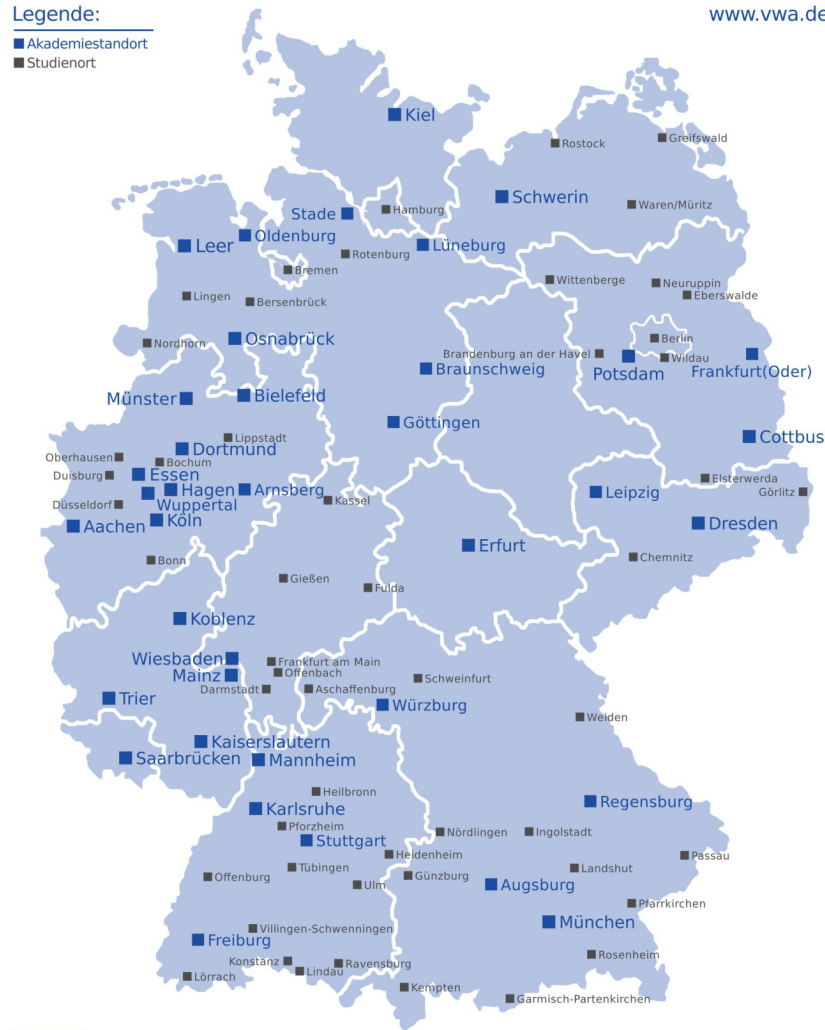 Legende:
www.vwa.de
Akademiestandort
Studienort
Kiel
Rostock
Greifswald
Schwerin
Waren/Müritz
Stade
Hamburg
Oldenburg
Leer
Lüneburg
Rotenburg
Bremen
Wittenberge
Neuruppin
Eberswalde
Lingen
Bersenbrück
Osnabrück
Nordhorn
Berlin
Brandenburg an der Havel
Wildau
Potsdam
Frankfurt(Oder)
Braunschweig
Münster
Bielefeld
Göttingen
Cottbus
Lippstadt
Dortmund
Oberhausen
Bochum
Duisburg
Essen
Hagen
Arnsberg
Wuppertal
Düsseldorf
Köln
Aachen
Kassel
Leipzig
Elsterwerda
Görlitz
Dresden
Erfurt
Chemnitz
Bonn
Gießen
Fulda
Koblenz
Wiesbaden
Frankfurt am Main
Mainz
Offenbach
Darmstadt
Aschaffenburg
Schweinfurt
Trier
Würzburg
Weiden
Kaiserslautern
Saarbrücken
Mannheim
Heilbronn
Karlsruhe
Regensburg
Pforzheim
Stuttgart
Nördlingen
Ingolstadt
Heidenheim
Passau
Tübingen
Offenburg
Günzburg
Landshut
Ulm
Augsburg
Pfarrkirchen
München
Villingen-Schwenningen
Freiburg
Rosenheim
Konstanz
Ravensburg
Lindau
Lörrach
Kempten
Garmisch-Partenkirchen